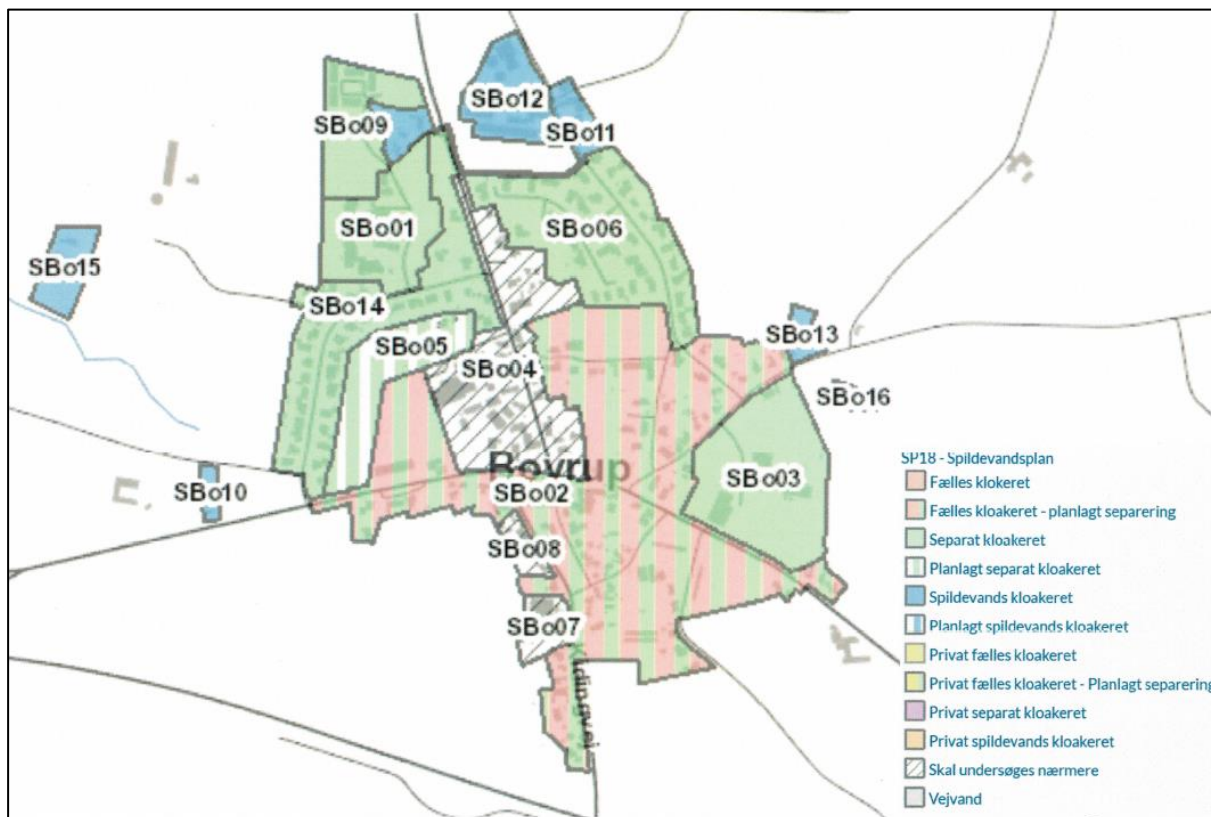 SBo12
SBo09
SBo11
SBo01
SBo06
SBo15
SBo14
SBo13
SBo05
SBo04
SBo16
SBo03
Bovrup
SBo10
SBo02
SBo08
SBo07
SP18 - Spildevandsplan
Fælles klokeret
Fælles kloakeret - planlagt separering
Separat kloakeret
Planlagt separat kloakeret
Spildevands kloakeret
Planlagt spildevands kloakeret
Privat fælles kloakeret
Privat fælles kloakeret - Planlagt separering
Privat separat kloakeret
Privat spildevands kloakeret
Skal undersøges nærmere
Vejvand